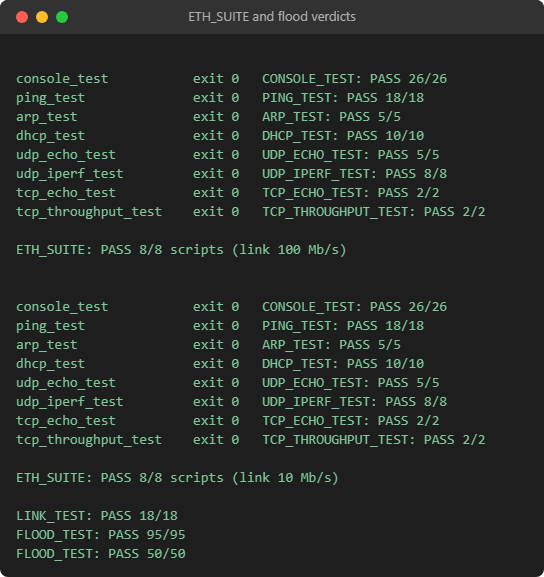 ETH_SUITE and flood verdicts
console_test exit 0 CONSOLE_TEST: PASS 26/26
ping_test exit 0 PING_TEST: PASS 18/18
arp_test exit 0 ARP_TEST: PASS 5/5
dhcp_test exit 0 DHCP_TEST: PASS 10/10
udp_echo_test exit 0 UDP_ECHO_TEST: PASS 5/5
udp_iperf_test exit 0 UDP_IPERF_TEST: PASS 8/8
tcp_echo_test exit 0 TCP_ECHO_TEST: PASS 2/2
tcp_throughput_test exit 0 TCP_THROUGHPUT_TEST: PASS 2/2
ETH_SUITE: PASS 8/8 scripts (link 100 Mb/s)
console_test exit 0 CONSOLE_TEST: PASS 26/26
ping_test exit 0 PING_TEST: PASS 18/18
arp_test exit 0 ARP_TEST: PASS 5/5
dhcp_test exit 0 DHCP_TEST: PASS 10/10
udp_echo_test exit 0 UDP_ECHO_TEST: PASS 5/5
udp_iperf_test exit 0 UDP_IPERF_TEST: PASS 8/8
tcp_echo_test exit 0 TCP_ECHO_TEST: PASS 2/2
tcp_throughput_test exit 0 TCP_THROUGHPUT_TEST: PASS 2/2
ETH_SUITE: PASS 8/8 scripts (link 10 Mb/s)
LINK_TEST: PASS 18/18
FLOOD_TEST: PASS 95/95
FLOOD_TEST: PASS 50/50